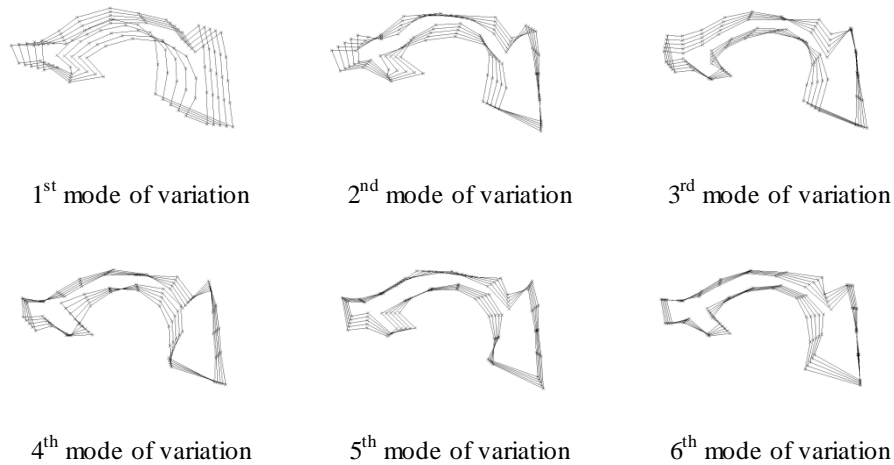 1st mode of variation 2nd mode of variation 3rd mode of variation
4th mode of variation 5th mode of variation 6th mode of variation